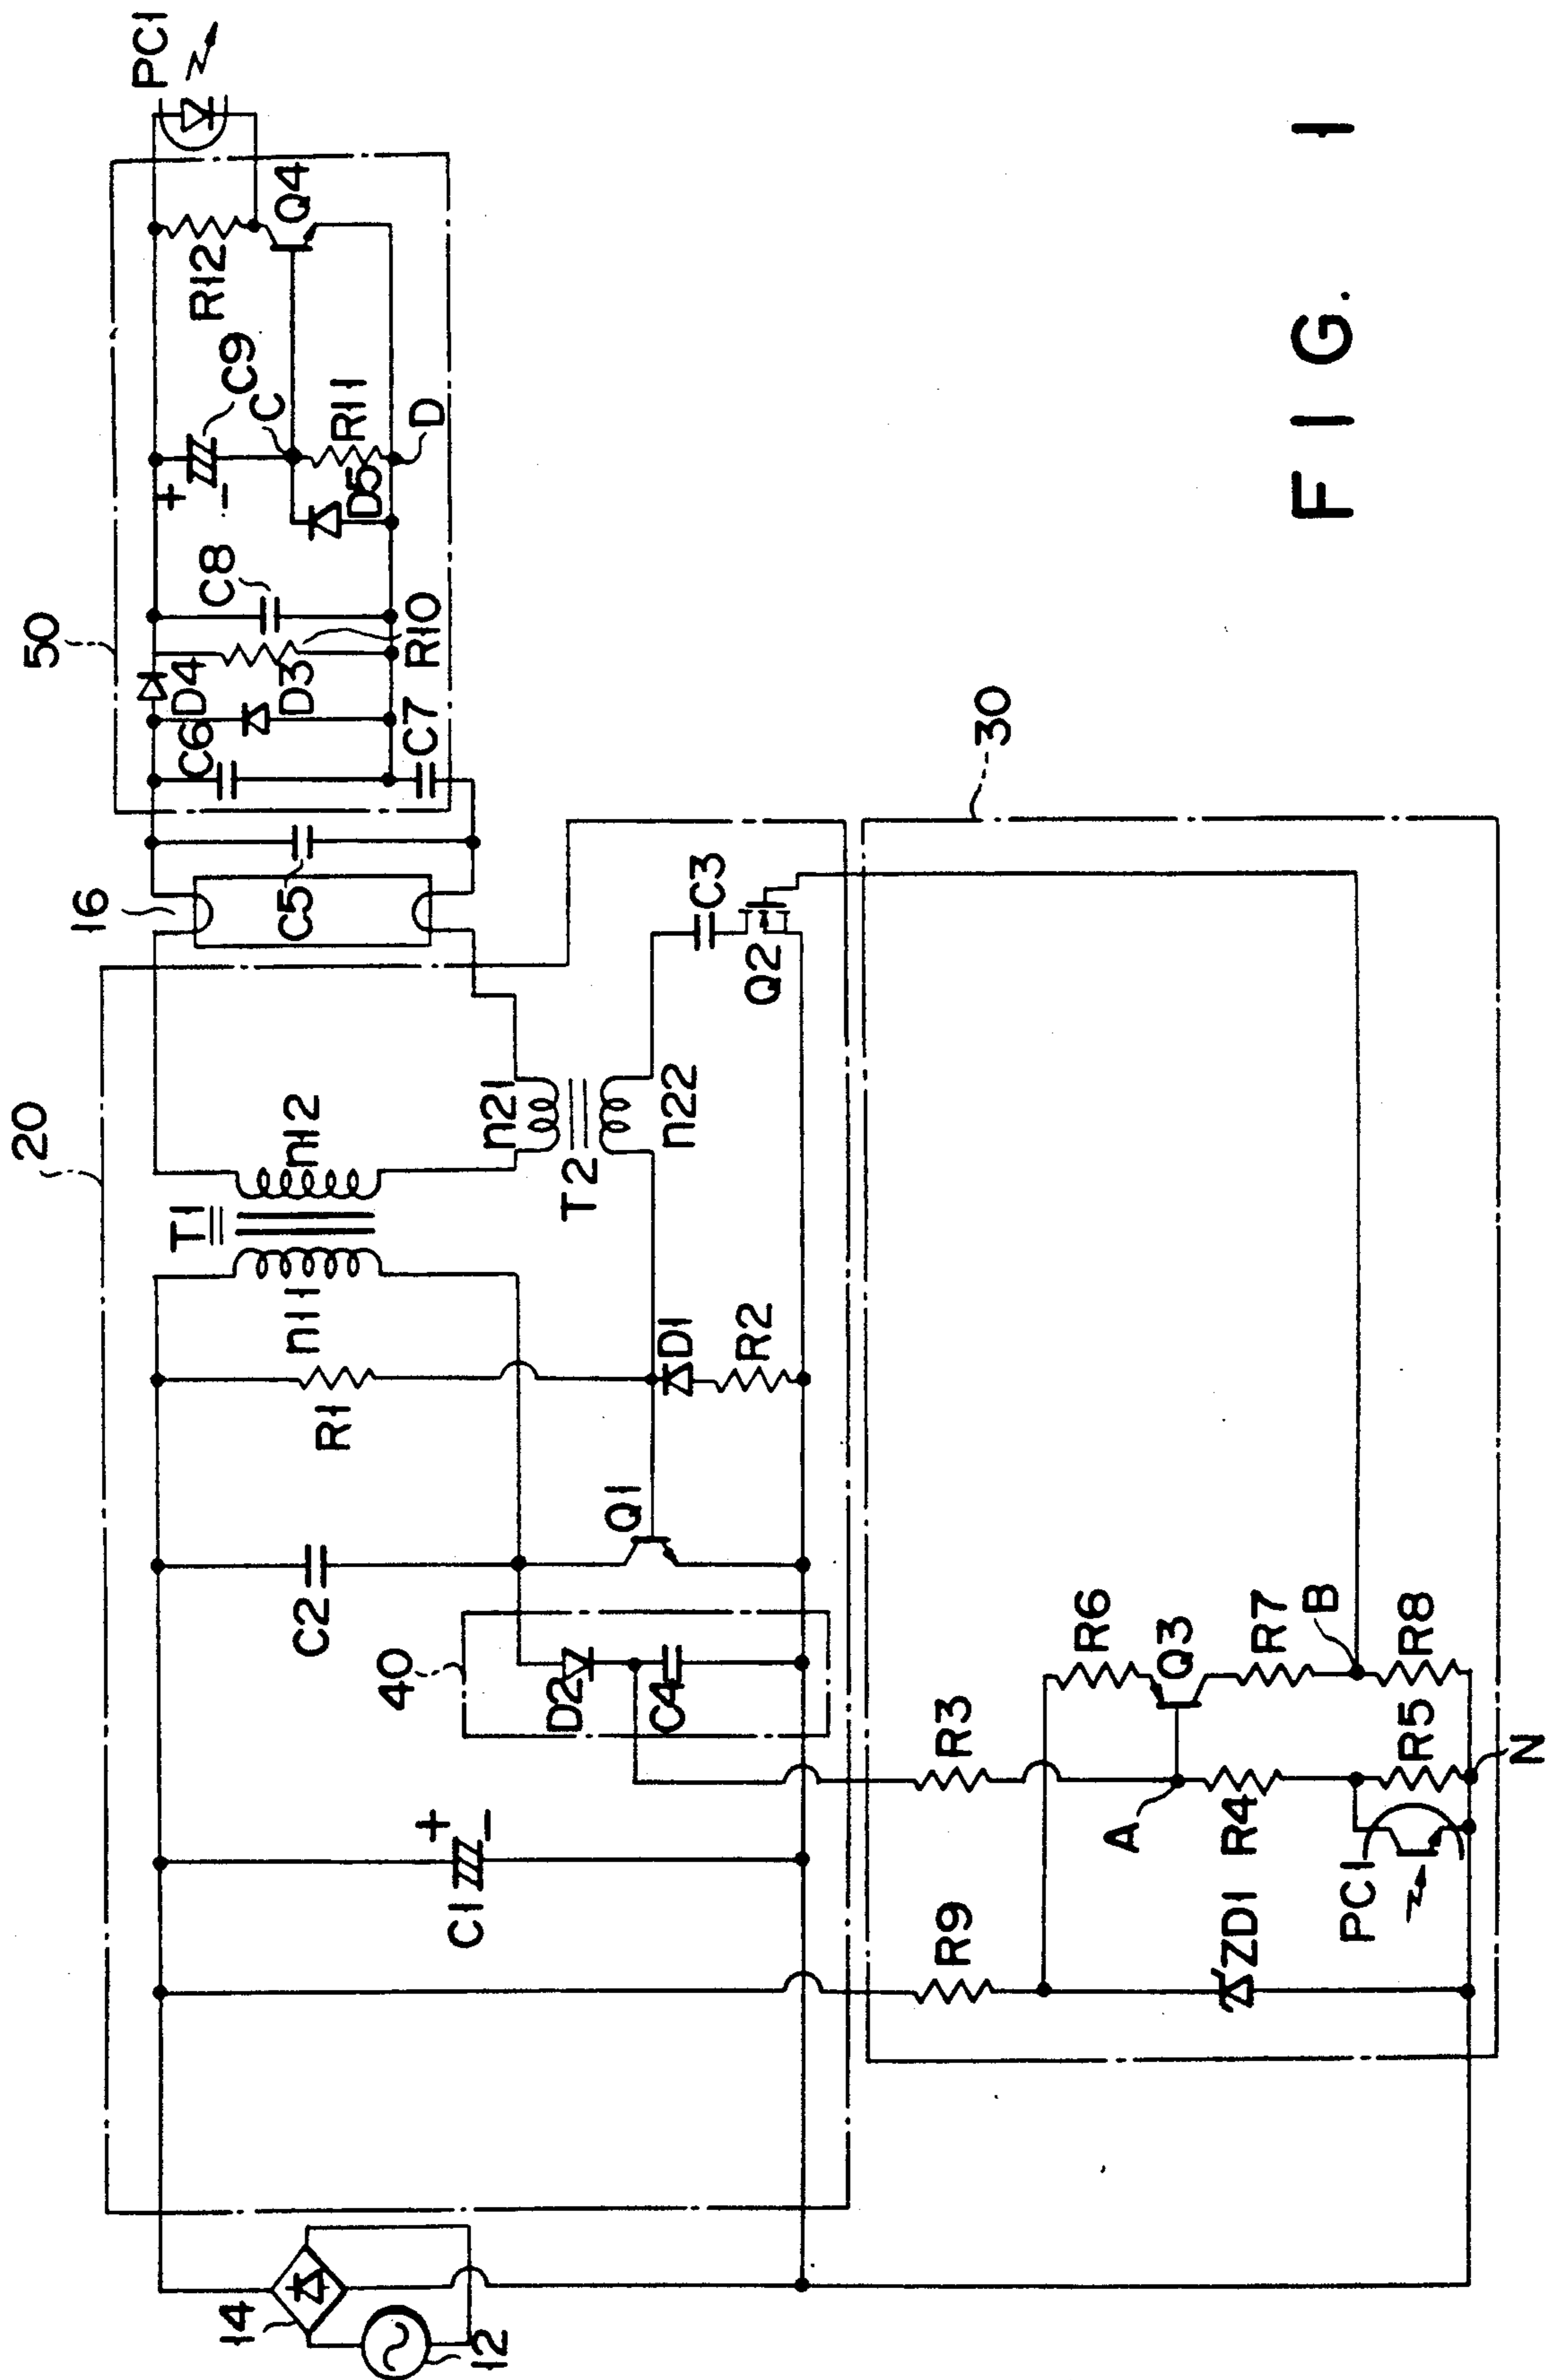 PC1
50
R12
Q4
C9
C
+
-
R11
D
D5
C8
R10
D4
D3
C6
C7
16
C5
20
T1
n12
n11
n21
T2
n22
C3
Q2
R1
D1
R2
Q1
C2
40
D2
C4
C1
+
-
14
12
30
R3
R9
R6
Q3
R7
B
R8
A
R4
R5
N
PC1
ZD1
FIG. 1